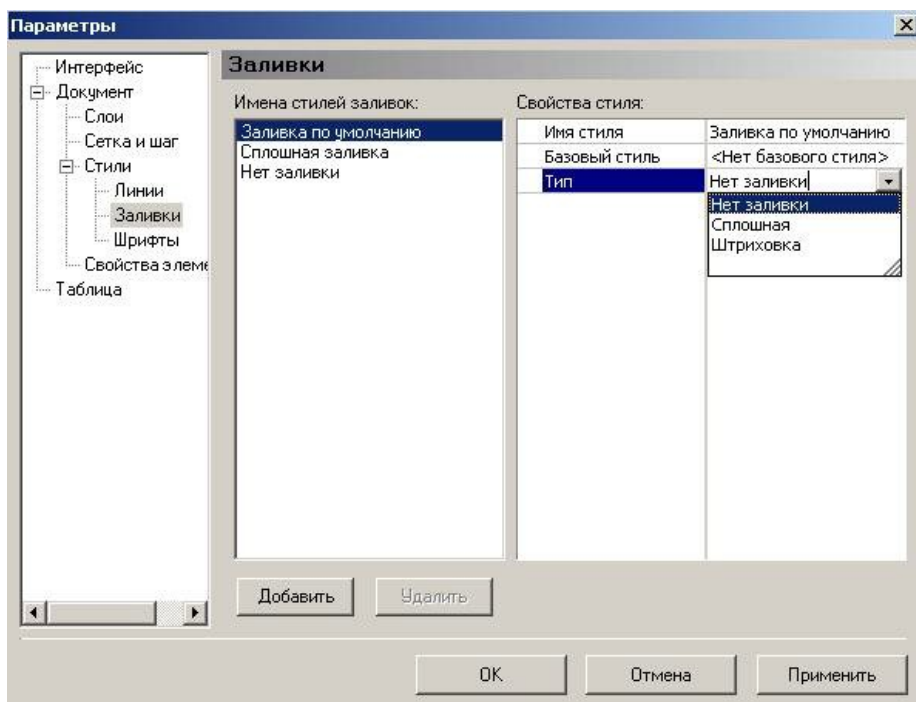 Параметры
Интерфейс
Документ
Слои
Сетка и шаг
Стили
Линии
Заливки
Шрифты
Свойства элеме
Таблица
Заливки
Имена стилей заливок:
Заливка по умолчанию
Сплошная заливка
Нет заливки
Свойства стиля:
Имя стиля Заливка по умолчанию
Базовый стиль <Нет базового стиля>
Тип Нет заливки
Нет заливки
Сплошная
Штриховка
Добавить Удалить
ОК Отмена Применить